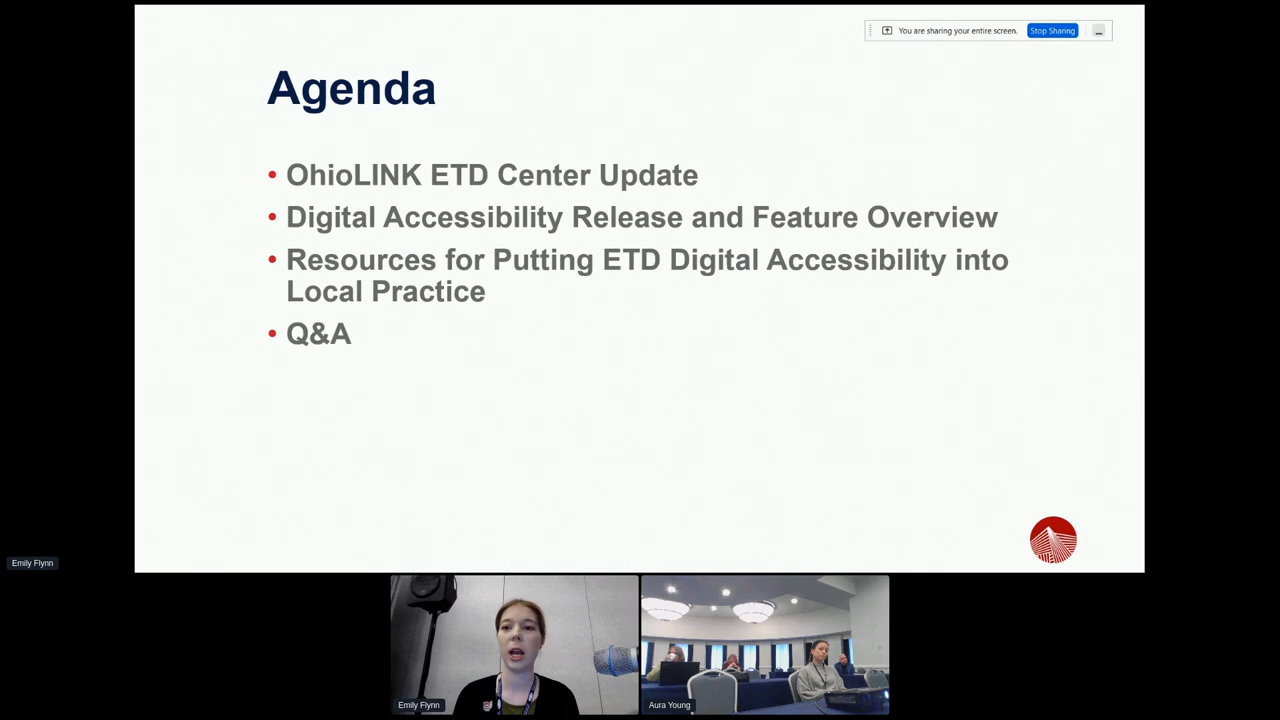 You are sharing your entire screen.
Stop Sharing
Agenda
• OhioLINK ETD Center Update
• Digital Accessibility Release and Feature Overview
• Resources for Putting ETD Digital Accessibility into
Local Practice
• Q&A
Emily Flynn
Emily Flynn
Aura Young